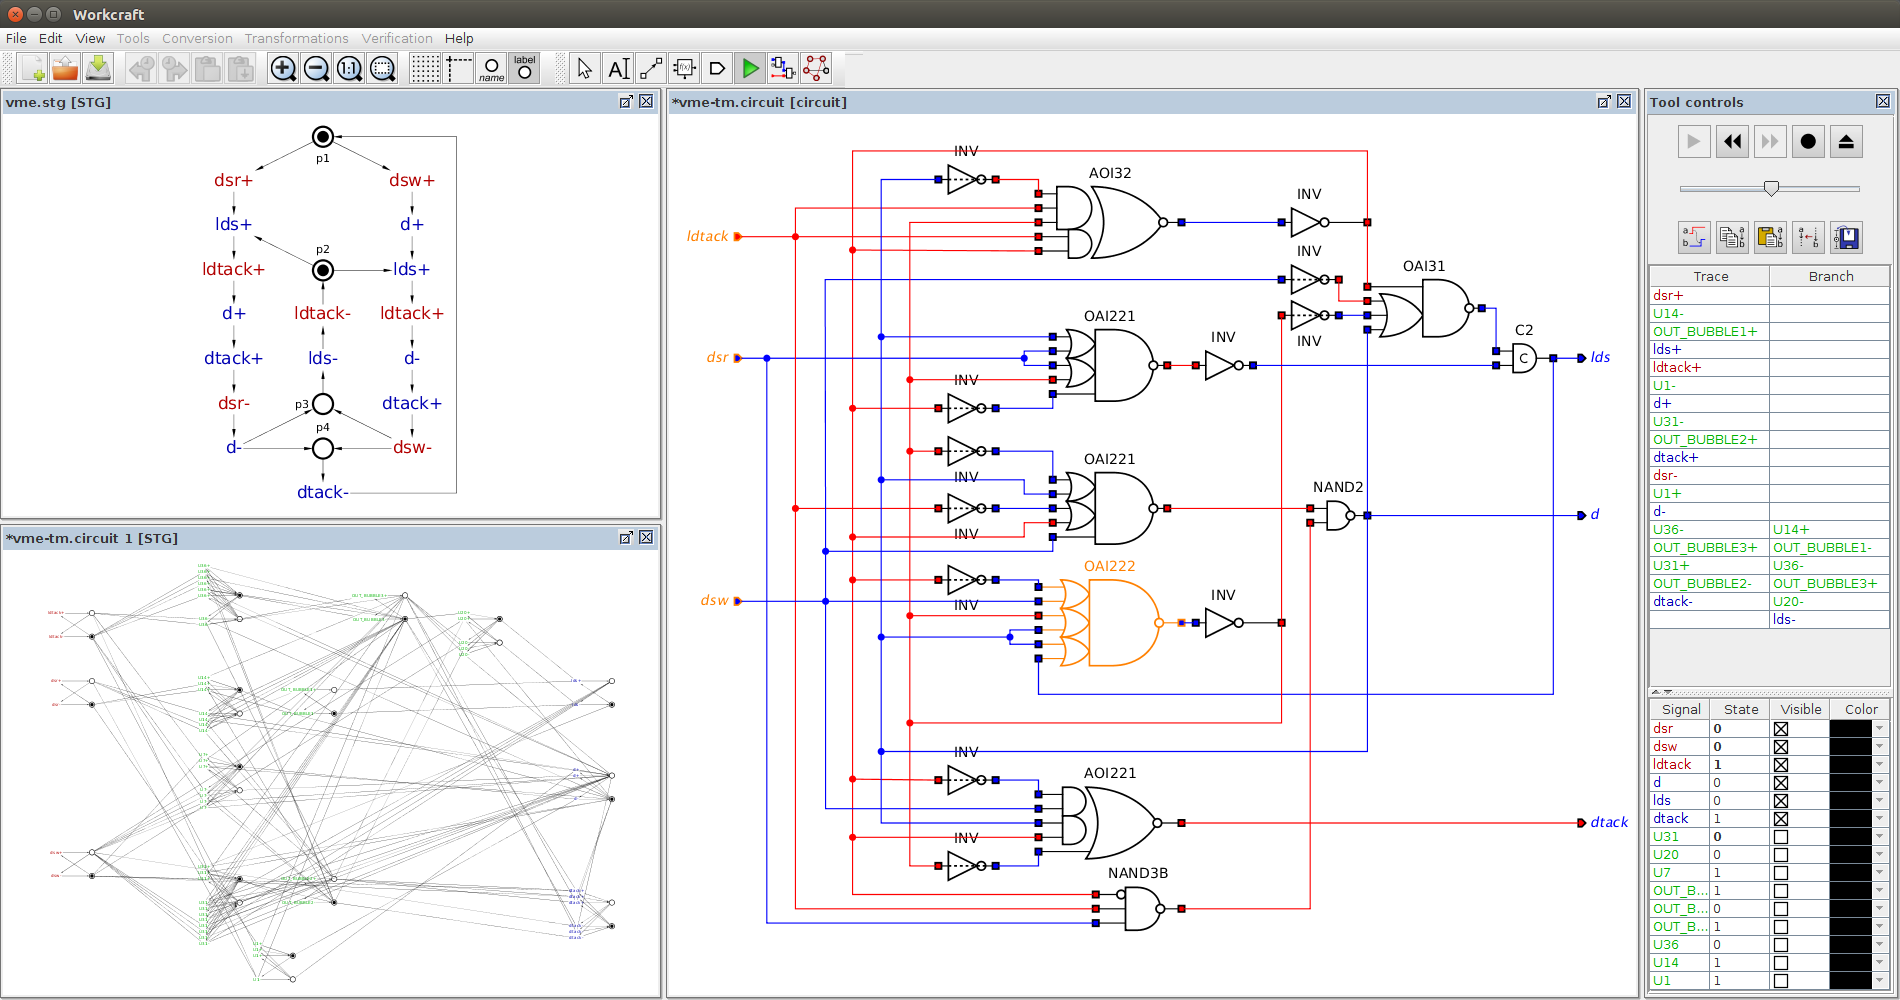 Workcraft
File Edit View Tools Conversion Transformations Verification Help
name label
vme.stg [STG]
p1
dsr+ dsw+
lds+ d+
p2
ldtack+ lds+
d+ ldtack- ldtack+
dtack+ lds- d-
dsr- p3 dtack+
p4
d- dsw-
dtack-
*vme-tm.circuit 1 [STG]
*vme-tm.circuit [circuit]
INV
AOI32
INV
ldtack
INV
OAI31
OAI221
C2
INV
INV
dsr
C
lds
INV
OAI221
INV
NAND2
d
INV
OAI222
INV
dsw
INV
INV
AOI221
dtack
INV
NAND3B
Tool controls
Trace Branch
dsr+
U14-
OUT_BUBBLE1+
lds+
ldtack+
U1-
d+
U31-
OUT_BUBBLE2+
dtack+
dsr-
U1+
d-
U36- U14+
OUT_BUBBLE3+ OUT_BUBBLE1-
U31+ U36-
OUT_BUBBLE2- OUT_BUBBLE3+
dtack- U20-
lds-
Signal State Visible Color
dsr 0
dsw 0
ldtack 1
d 0
lds 0
dtack 1
U31 0
U20 0
U7 1
OUT_B... 1
OUT_B... 0
OUT_B... 1
U36 0
U14 1
U1 1